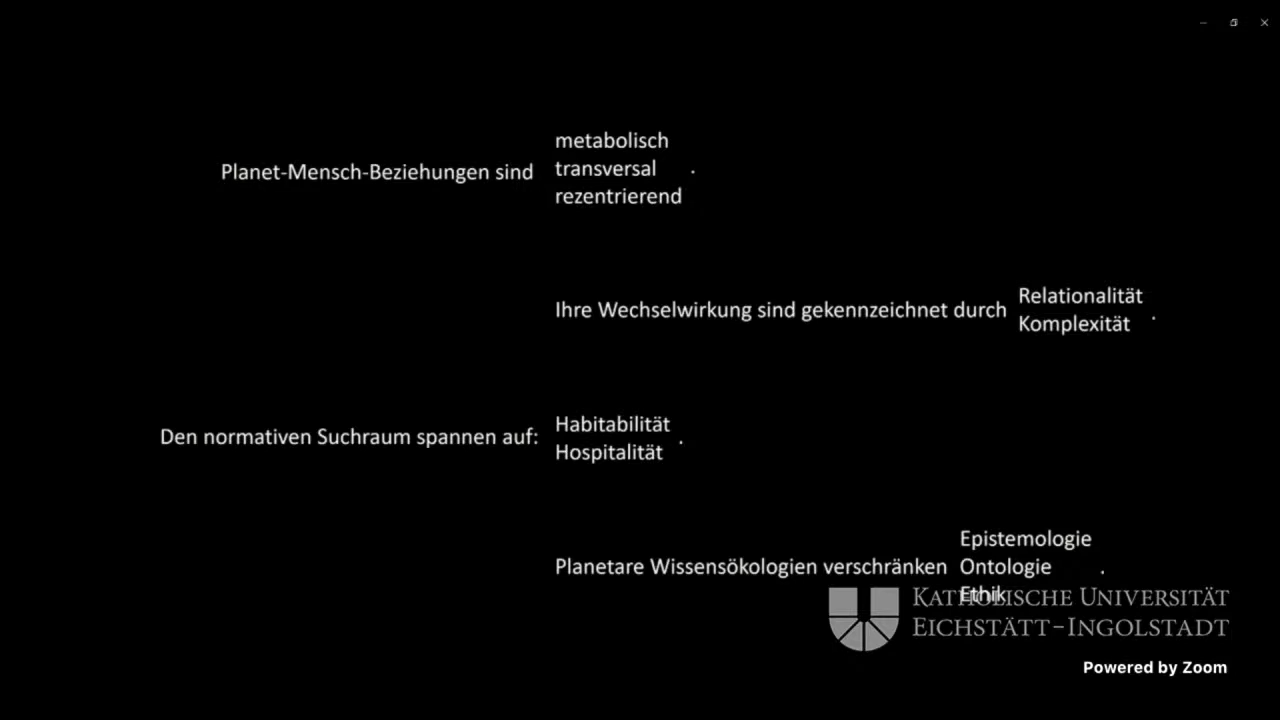 metabolisch
Planet-Mensch-Beziehungen sind transversal .
rezentrierend
Relationalität
Ihre Wechselwirkung sind gekennzeichnet durch
Komplexität .
Habitabilität
Den normativen Suchraum spannen auf:
Hospitalität .
Epistemologie
Planetare Wissensökologien verschränken Ontologie .
Ethik
KATHOLISCHE UNIVERSITÄT
EICHSTÄTT-INGOLSTADT
Powered by Zoom